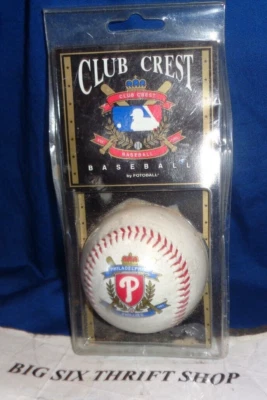 CLUB CREST
CLUB CREST
BASEBALL
BASEBALL
by FOTOBALL
PHILADELPHIA
P
BIG SIX THRIFT SHOP